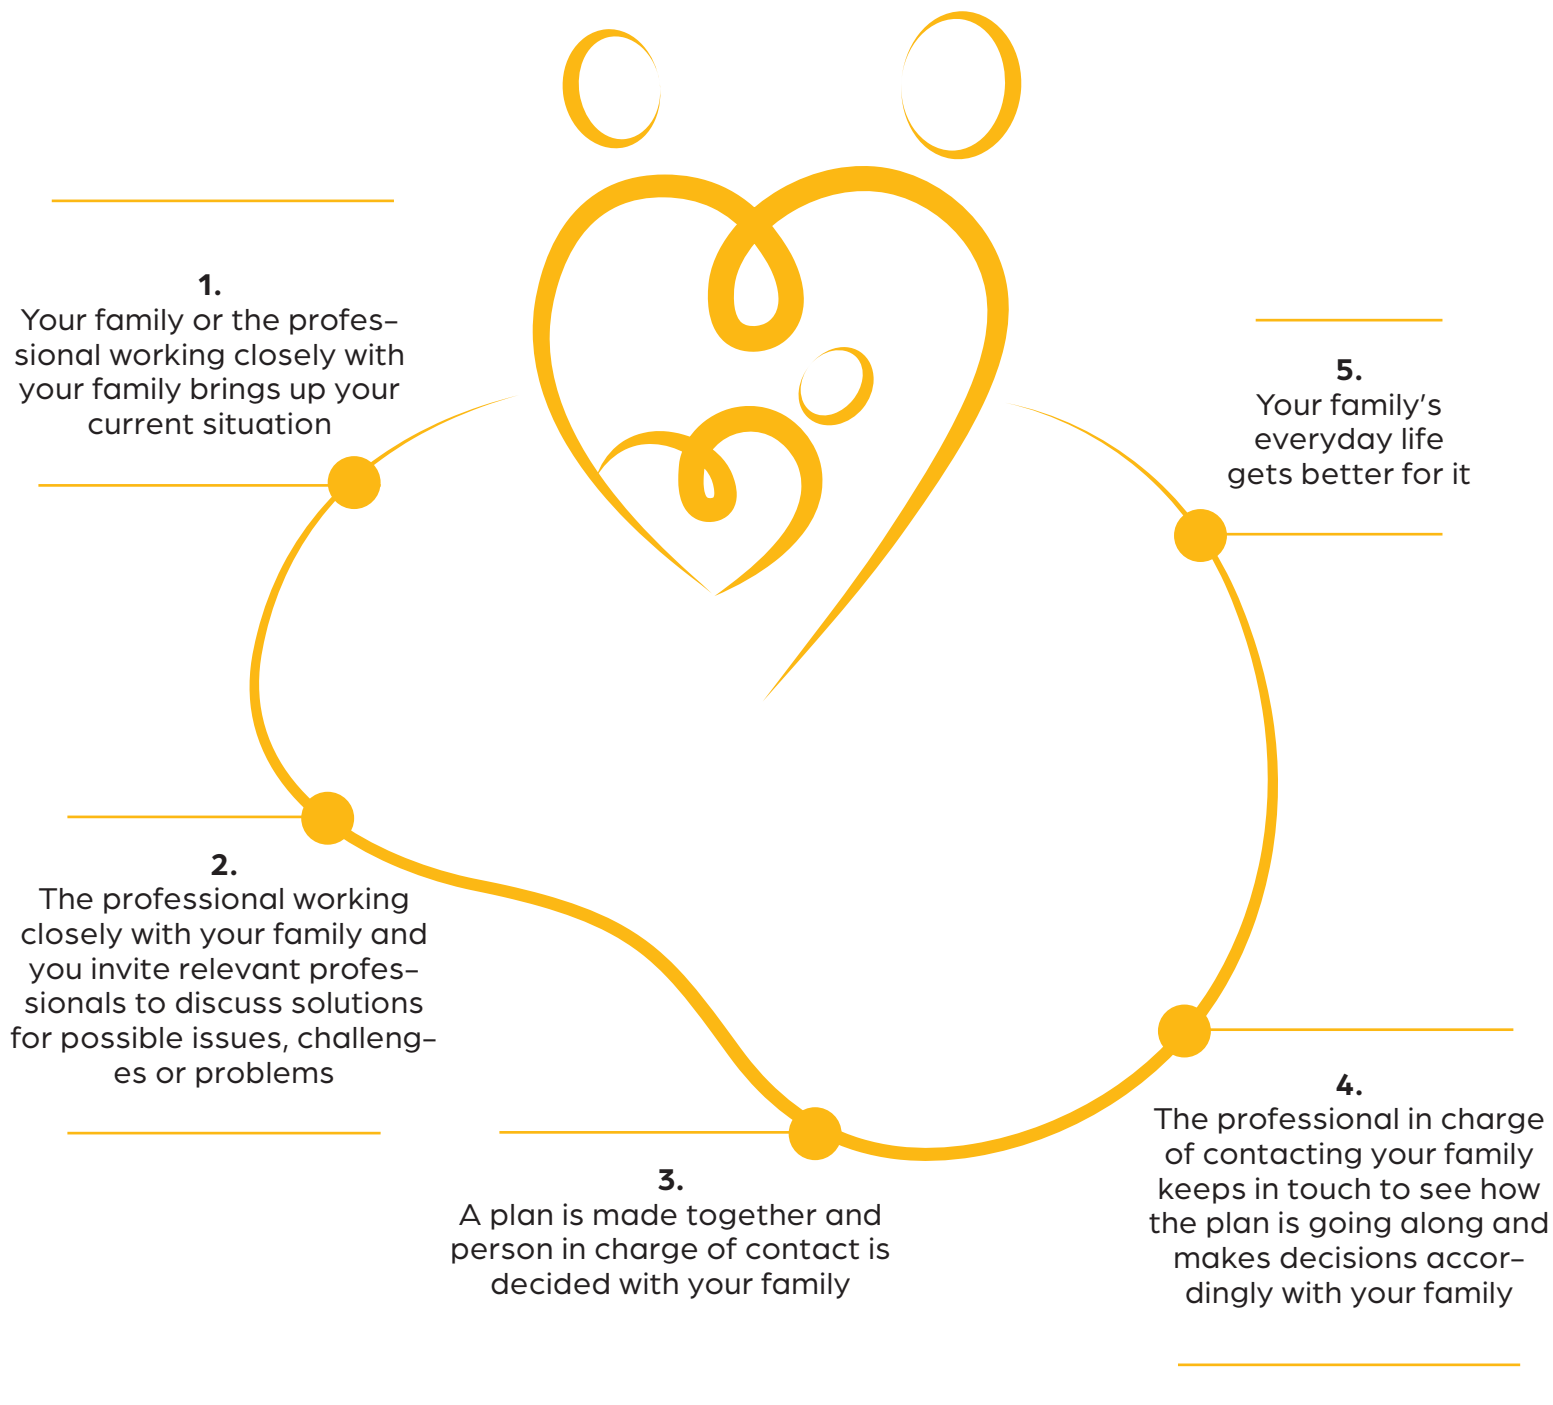 1.
Your family or the profes-
sional working closely with
your family brings up your
current situation
2.
The professional working
closely with your family and
you invite relevant profes-
sionals to discuss solutions
for possible issues, challeng-
es or problems
3.
A plan is made together and
person in charge of contact is
decided with your family
4.
The professional in charge
of contacting your family
keeps in touch to see how
the plan is going along and
makes decisions accor-
dingly with your family
5.
Your family's
everyday life
gets better for it